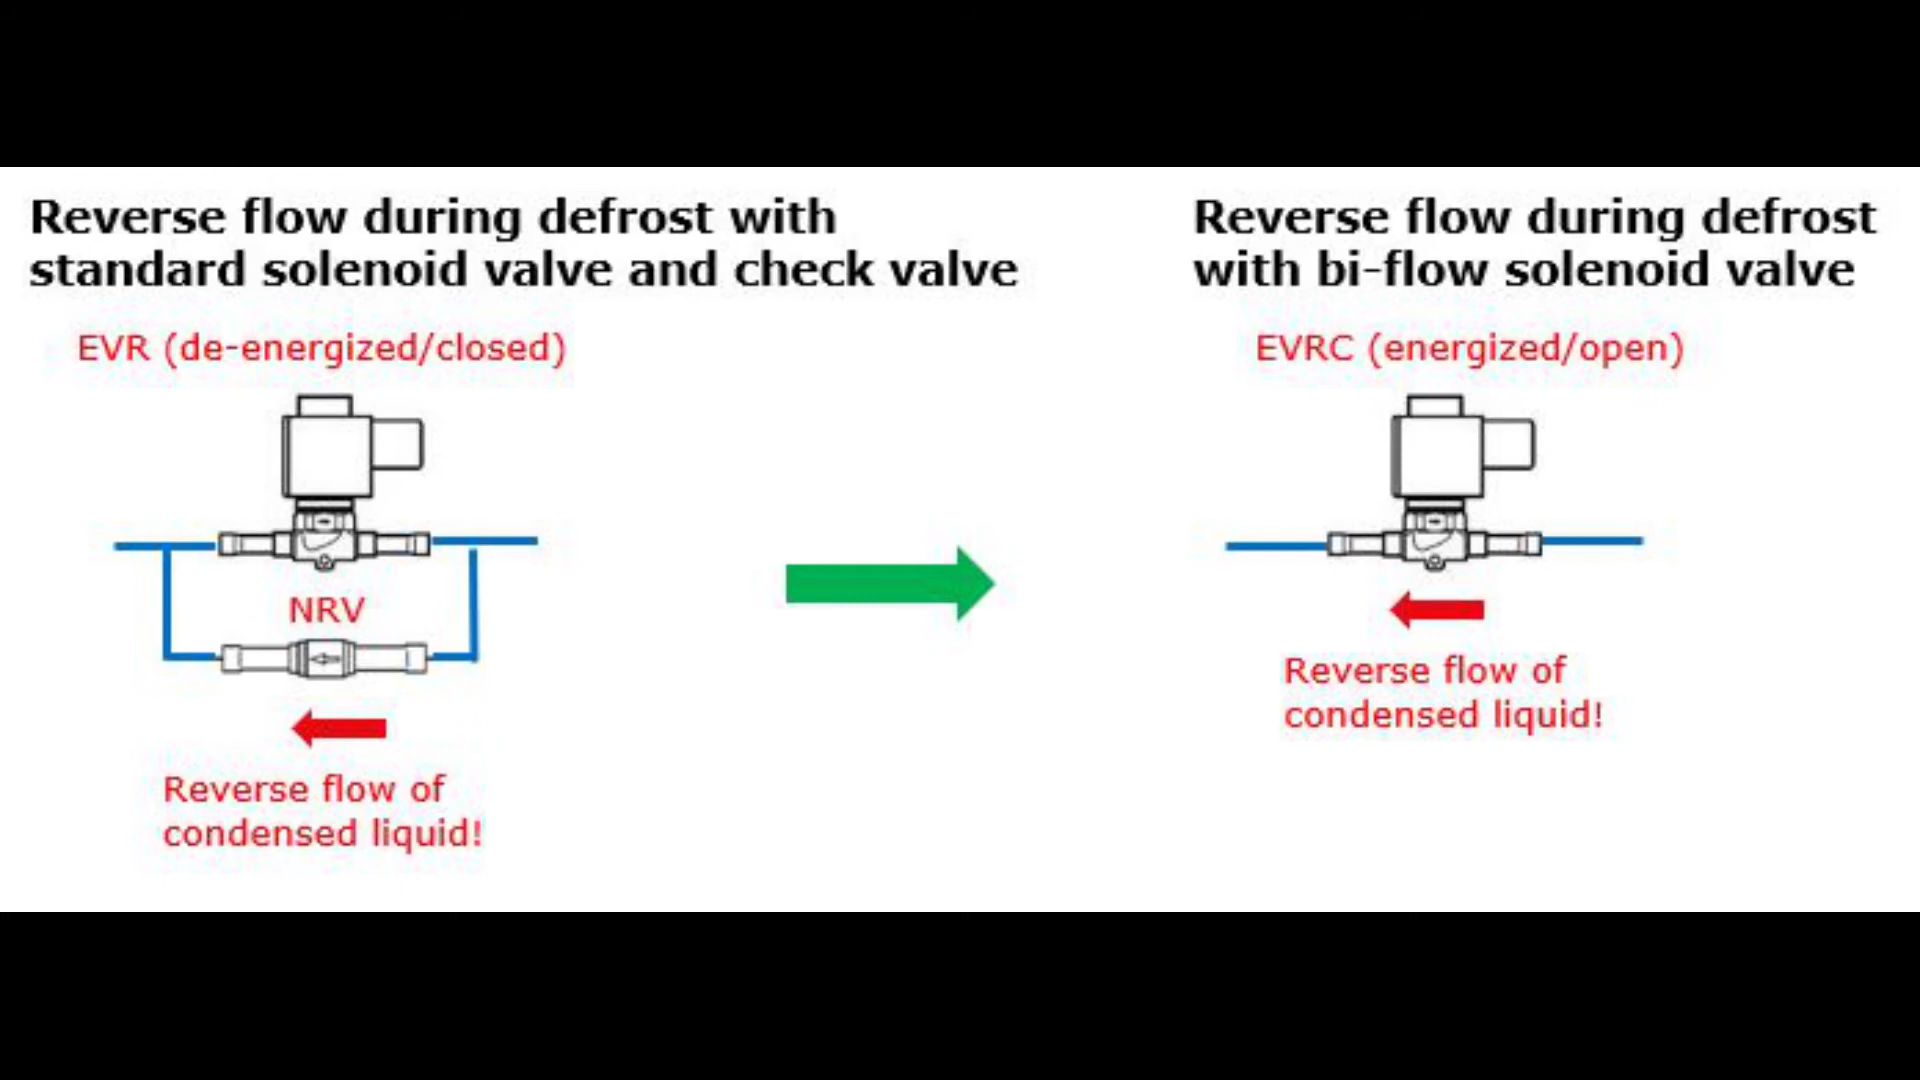 Reverse flow during defrost with
standard solenoid valve and check valve
EVR (de-energized/closed)
NRV
Reverse flow of
condensed liquid!
Reverse flow during defrost
with bi-flow solenoid valve
EVRC (energized/open)
Reverse flow of
condensed liquid!